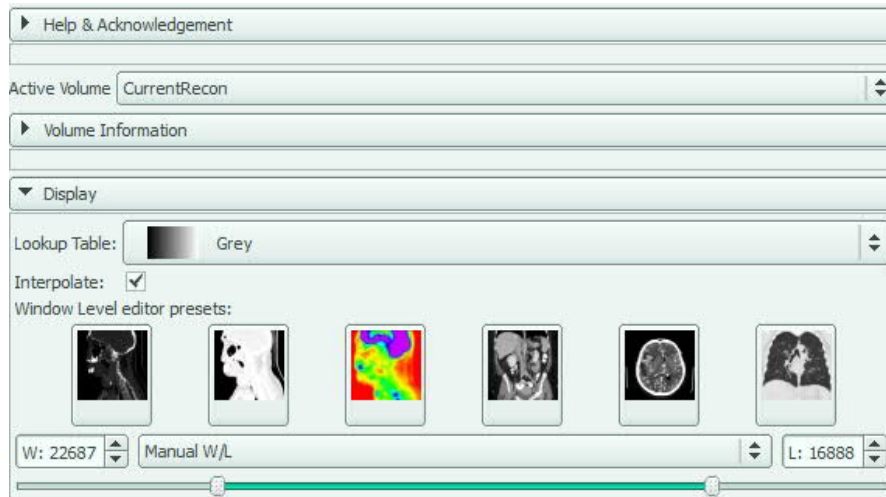 Help & Acknowledgement
Active Volume CurrentRecon
Volume Information
Display
Lookup Table: Grey
Interpolate:
Window Level editor presets:
W: 22687 Manual W/L L: 16888